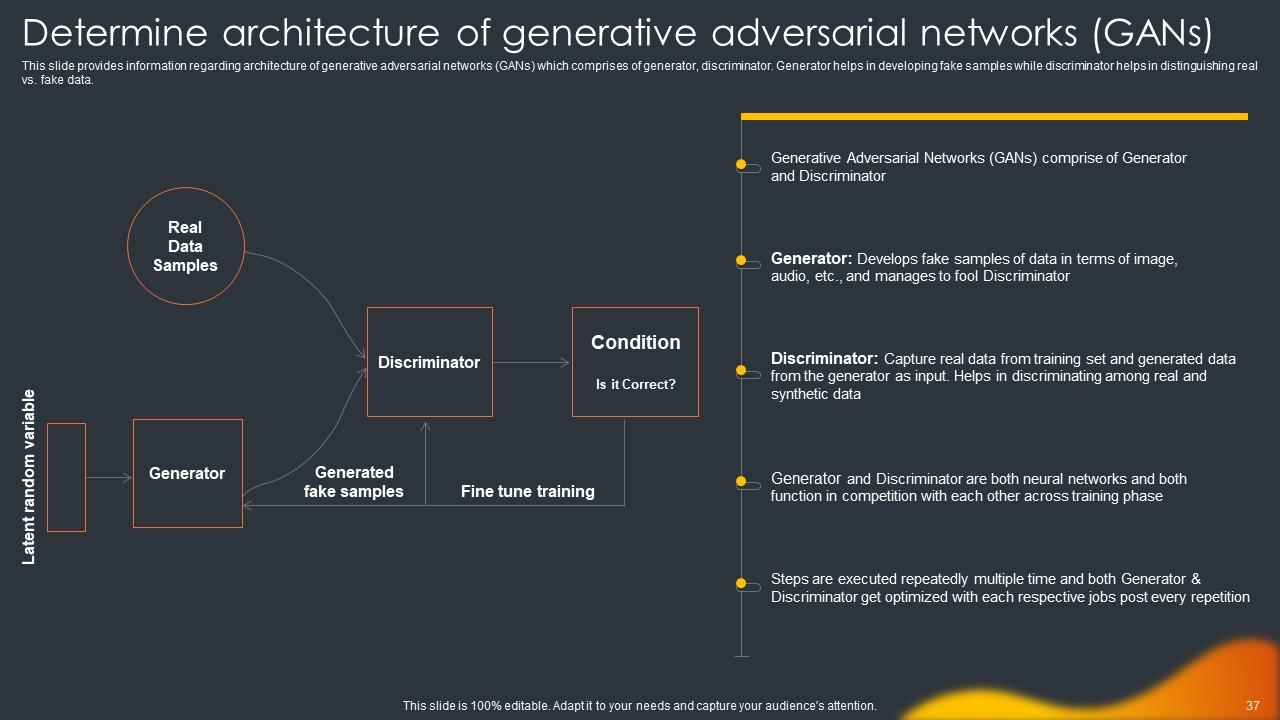 Determine architecture of generative adversarial networks (GANs)
This slide provides information regarding architecture of generative adversarial networks (GANs) which comprises of generator, discriminator. Generator helps in developing fake samples while discriminator helps in distinguishing real
vs. fake data.
Real
Data
Samples
Discriminator
Condition
Is it Correct?
Latent random variable
Generator
Generated
fake samples
Fine tune training
Generative Adversarial Networks (GANs) comprise of Generator
and Discriminator
Generator: Develops fake samples of data in terms of image,
audio, etc., and manages to fool Discriminator
Discriminator: Capture real data from training set and generated data
from the generator as input. Helps in discriminating among real and
synthetic data
Generator and Discriminator are both neural networks and both
function in competition with each other across training phase
Steps are executed repeatedly multiple time and both Generator &
Discriminator get optimized with each respective jobs post every repetition
This slide is 100% editable. Adapt it to your needs and capture your audience's attention.
37